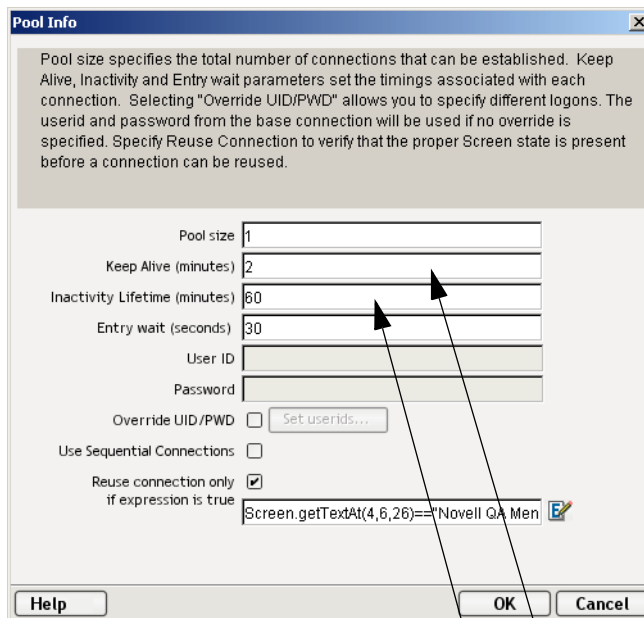 Pool Info
Pool size specifies the total number of connections that can be established. Keep
Alive, Inactivity and Entry wait parameters set the timings associated with each
connection. Selecting "Override UID/PWD" allows you to specify different logons. The
userid and password from the base connection will be used if no override is
specified. Specify Reuse Connection to verify that the proper Screen state is present
before a connection can be reused.
Pool size 1
Keep Alive (minutes) 2
Inactivity Lifetime (minutes) 60
Entry wait (seconds) 30
User ID
Password
Override UID/PWD Set userids...
Use Sequential Connections
Reuse connection only
if expression is true
Screen.getTextAt(4,6,26)=="Novell QA Men
Help OK Cancel